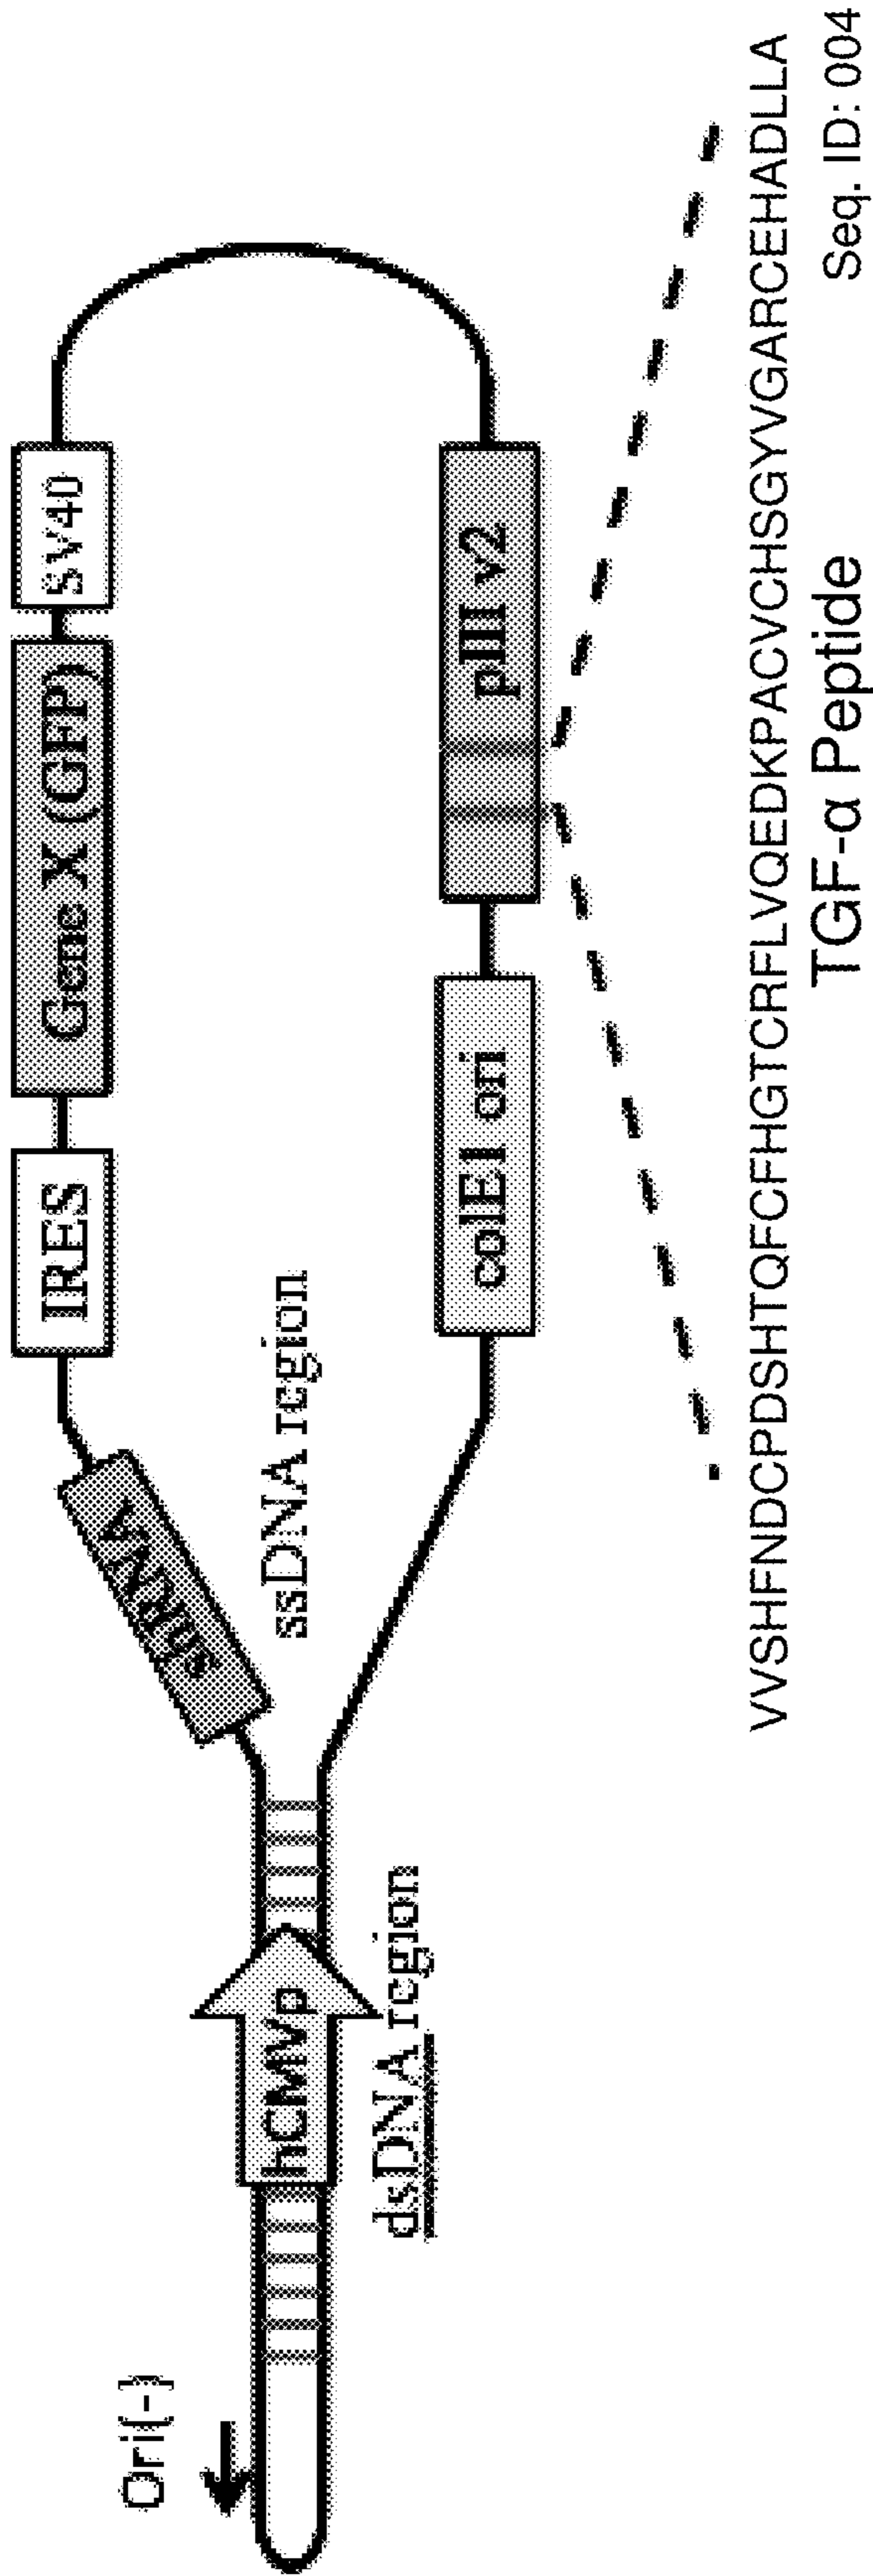 Ori(-)
hCMVp
dsDNA region
shRNA
ssDNA region
IRES
Gene X (GFP)
SV40
colE1 ori
pIII v2
VVSHFNDCPDSHTQFCFHGTCRFLVQEDKPACVCHSGYVGARCEHADLLA
TGF-α Peptide
Seq. ID: 004